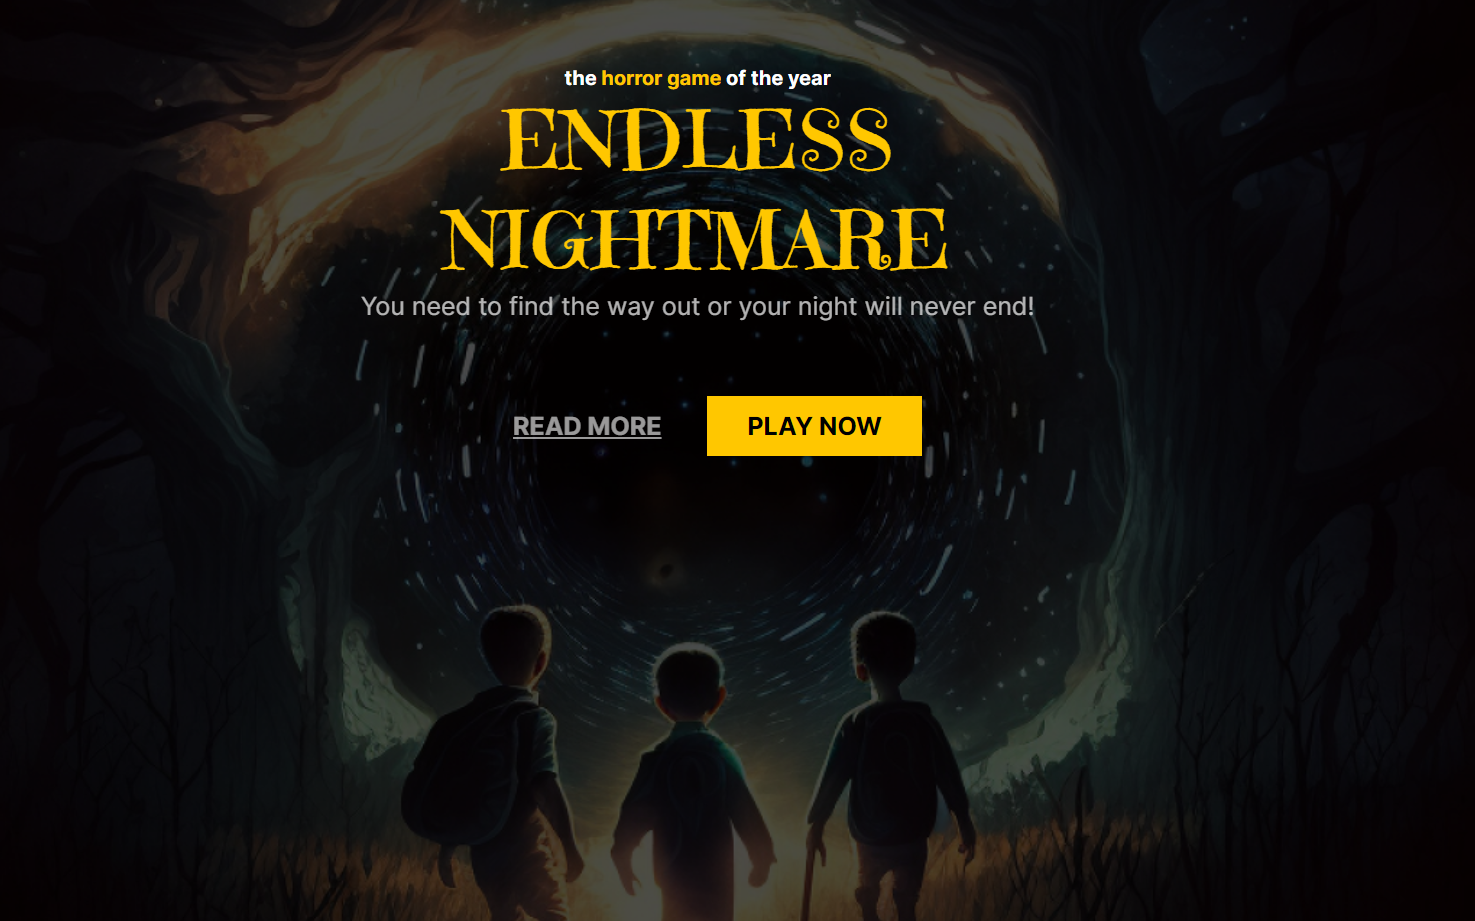 the horror game of the year
ENDLESS
NIGHTMARE
You need to find the way out or your night will never end!
READ MORE
PLAY NOW